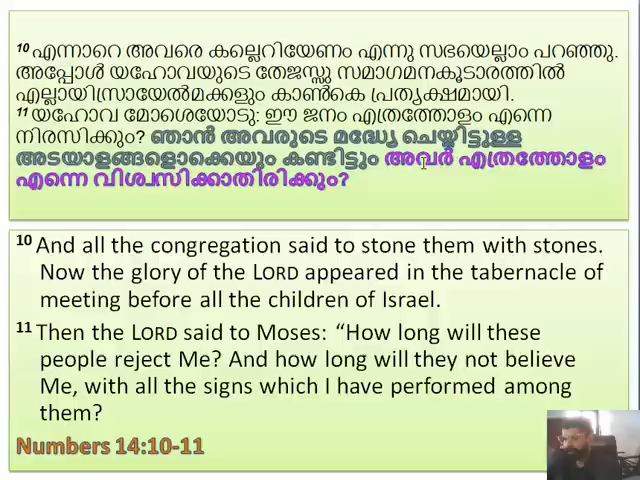 10 എന്നാറെ അവരെ കല്ലെറിയേണം എന്നു സഭയെല്ലാം പറഞ്ഞു.
അപ്പോൾ യഹോവയുടെ തേജസ്സു സമാഗമനകൂടാരത്തിൽ
എല്ലായിസ്രായേൽമക്കളും കാൺകെ പ്രത്യക്ഷമായി.
11 യഹോവ മോശെയോടു: ഈ ജനം എത്രത്തോളം എന്നെ
നിരസിക്കും? ഞാൻ അവരുടെ മദ്ധ്യേ ചെയ്തിട്ടുള്ള
അടയാളങ്ങളൊക്കെയും കണ്ടിട്ടും അവർ എത്രത്തോളം
എന്നെ വിശ്വസിക്കാതിരിക്കും?
10 And all the congregation said to stone them with stones.
Now the glory of the LORD appeared in the tabernacle of
meeting before all the children of Israel.
11 Then the LORD said to Moses: “How long will these
people reject Me? And how long will they not believe
Me, with all the signs which I have performed among
them?
Numbers 14:10-11